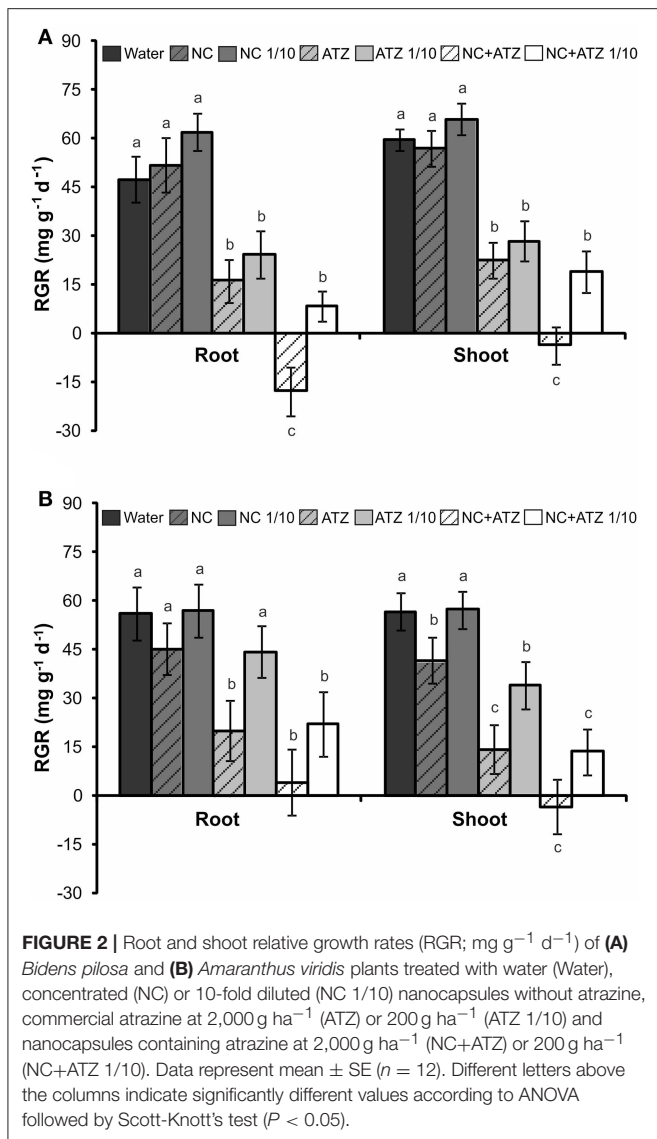 A
90
Water NC NC 1/10 ATZ ATZ 1/10 NC+ATZ NC+ATZ 1/10
75
60
45
30
15
0
-15
-30
RGR (mg g⁻¹ d⁻¹)
a a a b b c b
a a a b b c b
Root Shoot
B
90
Water NC NC 1/10 ATZ ATZ 1/10 NC+ATZ NC+ATZ 1/10
75
60
45
30
15
0
-15
-30
RGR (mg g⁻¹ d⁻¹)
a a a b a b b
a b a c b c c
Root Shoot
FIGURE 2 | Root and shoot relative growth rates (RGR; mg g⁻¹ d⁻¹) of (A)
Bidens pilosa and (B) Amaranthus viridis plants treated with water (Water),
concentrated (NC) or 10-fold diluted (NC 1/10) nanocapsules without atrazine,
commercial atrazine at 2,000 g ha⁻¹ (ATZ) or 200 g ha⁻¹ (ATZ 1/10) and
nanocapsules containing atrazine at 2,000 g ha⁻¹ (NC+ATZ) or 200 g ha⁻¹
(NC+ATZ 1/10). Data represent mean ± SE (n = 12). Different letters above
the columns indicate significantly different values according to ANOVA
followed by Scott-Knott's test (P < 0.05).